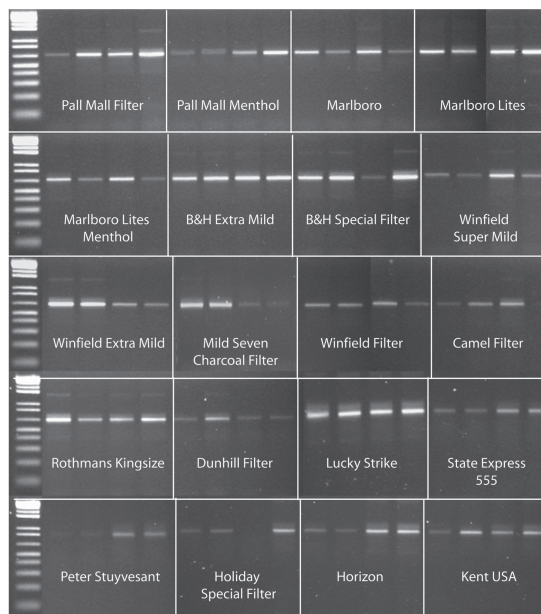 Pall Mall Filter
Pall Mall Menthol
Marlboro
Marlboro Lites
Marlboro Lites
Menthol
B&H Extra Mild
B&H Special Filter
Winfield
Super Mild
Winfield Extra Mild
Mild Seven
Charcoal Filter
Winfield Filter
Camel Filter
Rothmans Kingsize
Dunhill Filter
Lucky Strike
State Express
555
Peter Stuyvesant
Holiday
Special Filter
Horizon
Kent USA